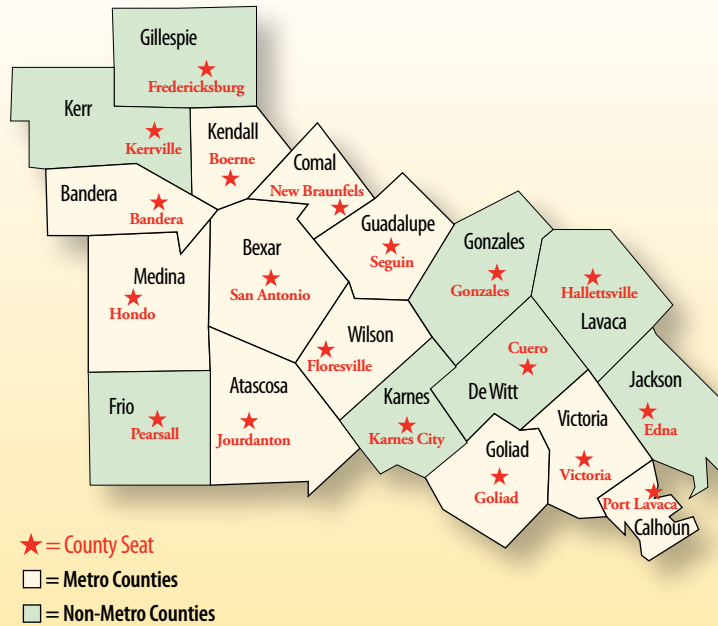 Gillespie
Fredericksburg
Kerr
Kerrville
Kendall
Boerne
Comal
New Braunfels
Bandera
Bandera
Guadalupe
Seguin
Gonzales
Gonzales
Bexar
San Antonio
Medina
Hondo
Hallettsville
Lavaca
Wilson
Floresville
Cuero
De Witt
Jackson
Edna
Frio
Pearsall
Atascosa
Jourdanton
Karnes
Karnes City
Victoria
Victoria
Goliad
Goliad
Port Lavaca
Calhoun
= County Seat
= Metro Counties
= Non-Metro Counties